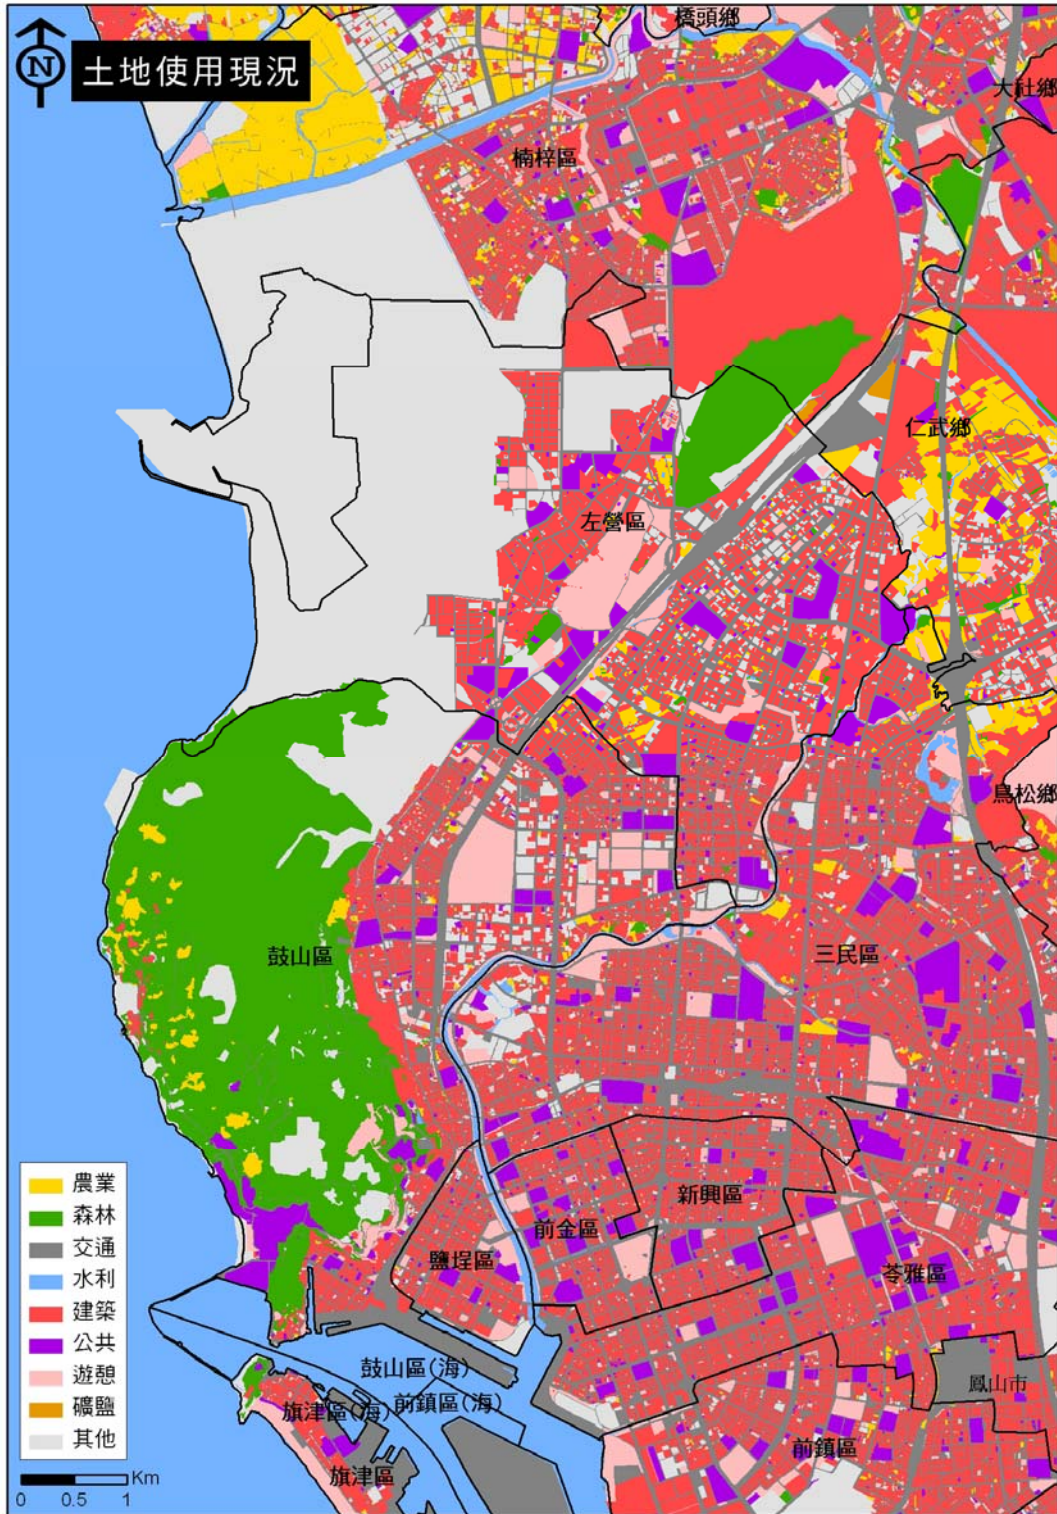 橋頭鄉
N
土地使用現況
大社鄉
楠梓區
仁武鄉
左營區
鳥松鄉
鼓山區
三民區
新興區
前金區
鹽埕區
苓雅區
鼓山區(海)
鳳山市
旗津區(海)
前鎮區(海)
前鎮區
旗津區
農業
森林
交通
水利
建築
公共
遊憩
礦鹽
其他
Km
0 0.5 1